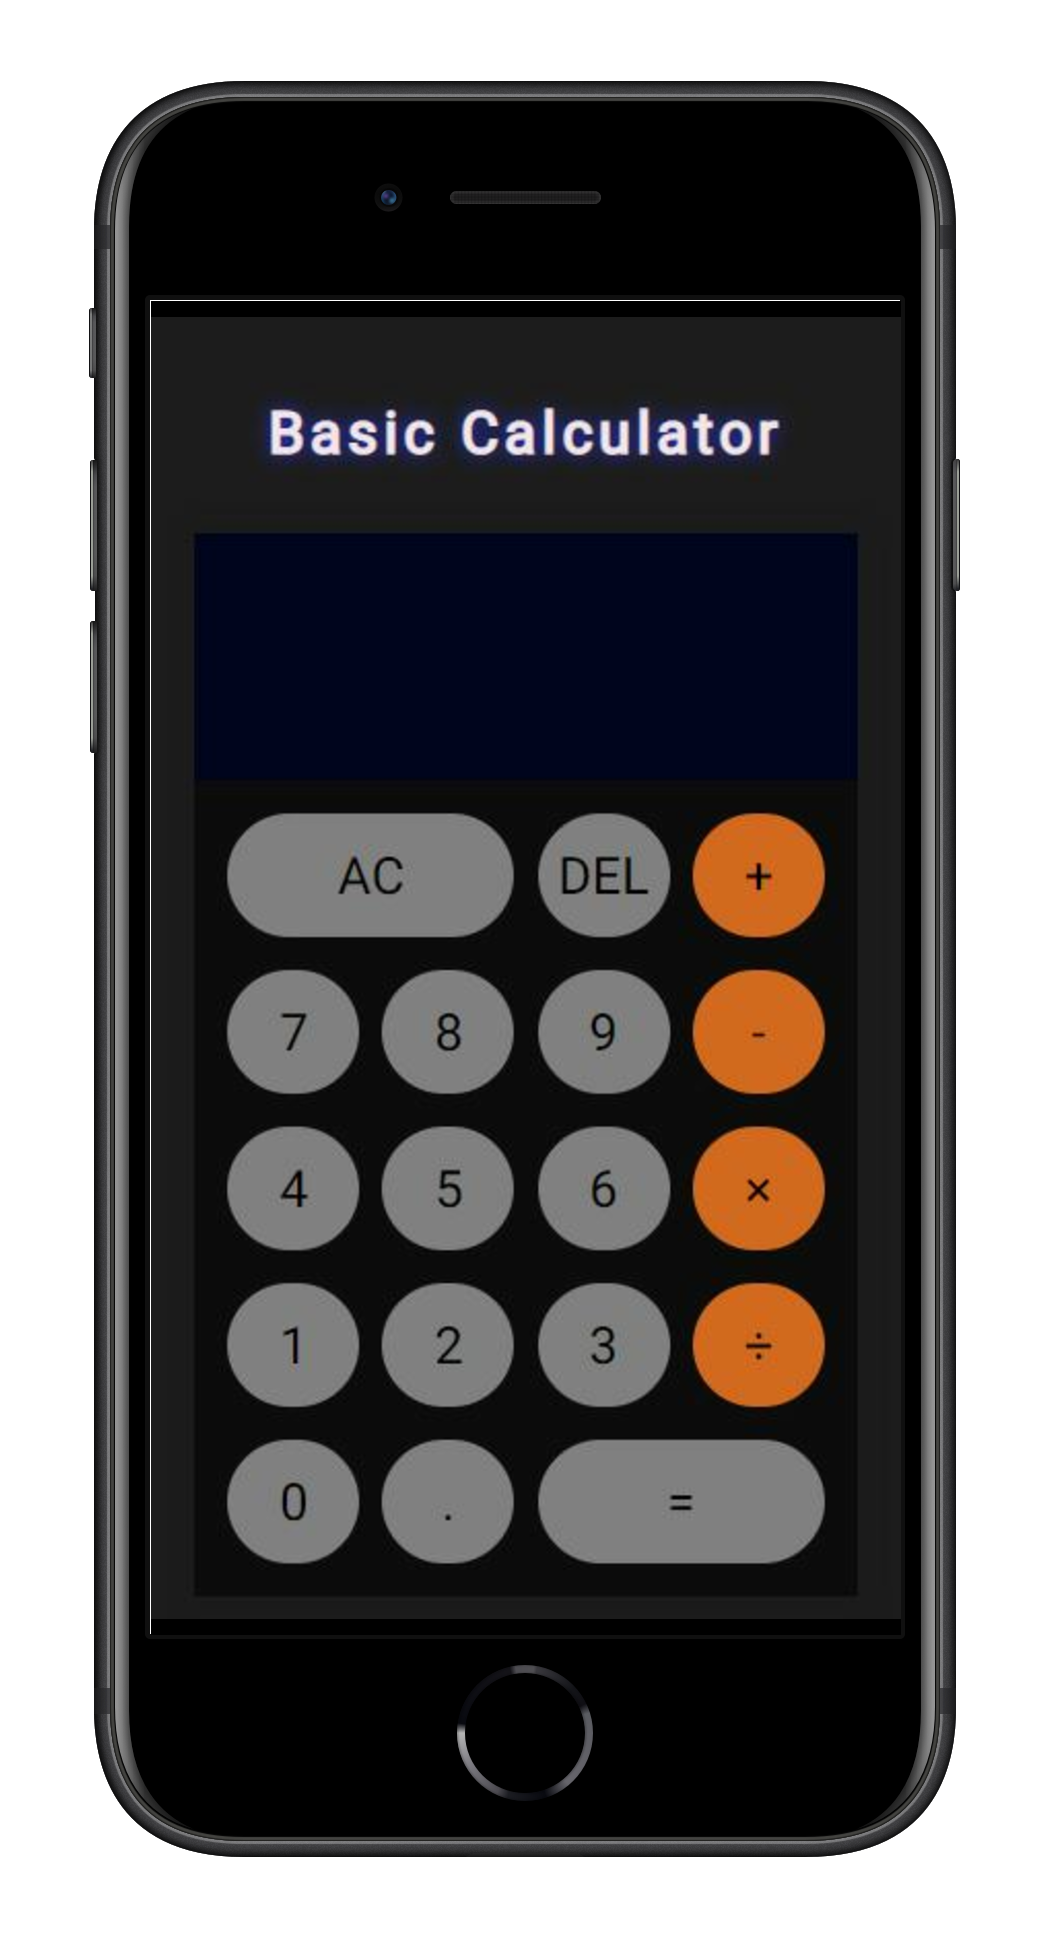 Basic Calculator
AC DEL +
7 8 9 -
4 5 6 ×
1 2 3 ÷
0 . =